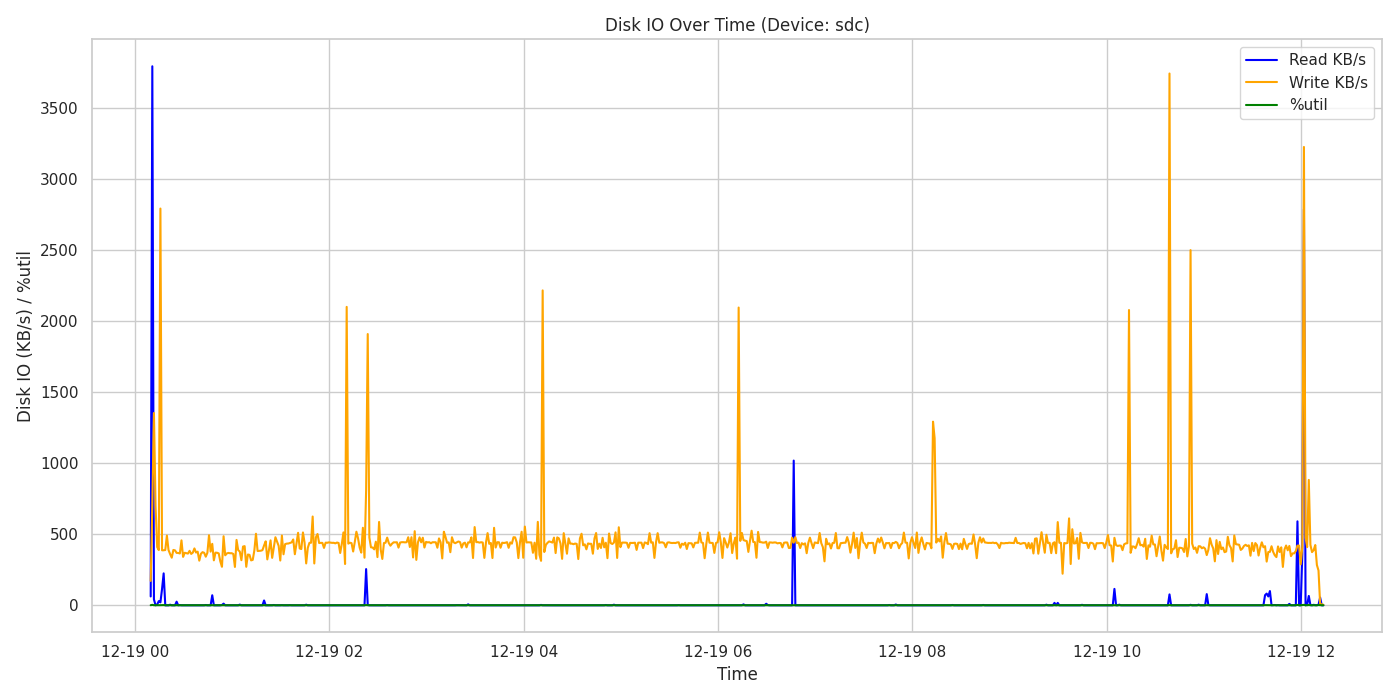 Disk IO Over Time (Device: sdc)
Read KB/s
Write KB/s
%util
Disk IO (KB/s) / %util
3500
3000
2500
2000
1500
1000
500
0
12-19 00 12-19 02 12-19 04 12-19 06 12-19 08 12-19 10 12-19 12
Time